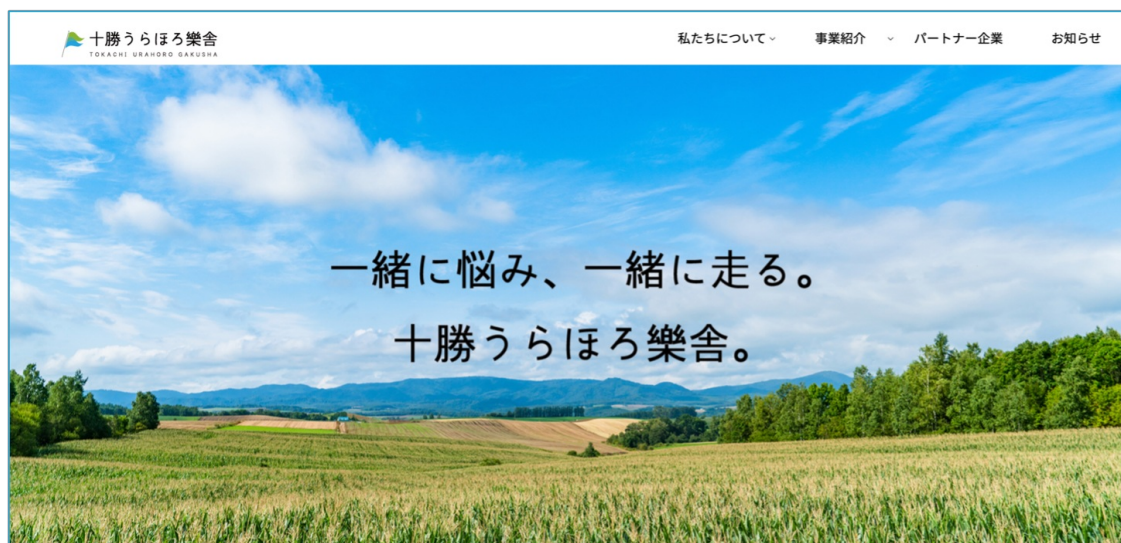 十勝うらほろ樂舎
TOKACHI URAHORO GAKUSHA
私たちについて
事業紹介
パートナー企業
お知らせ
一緒に悩み、一緒に走る。
十勝うらほろ樂舎。